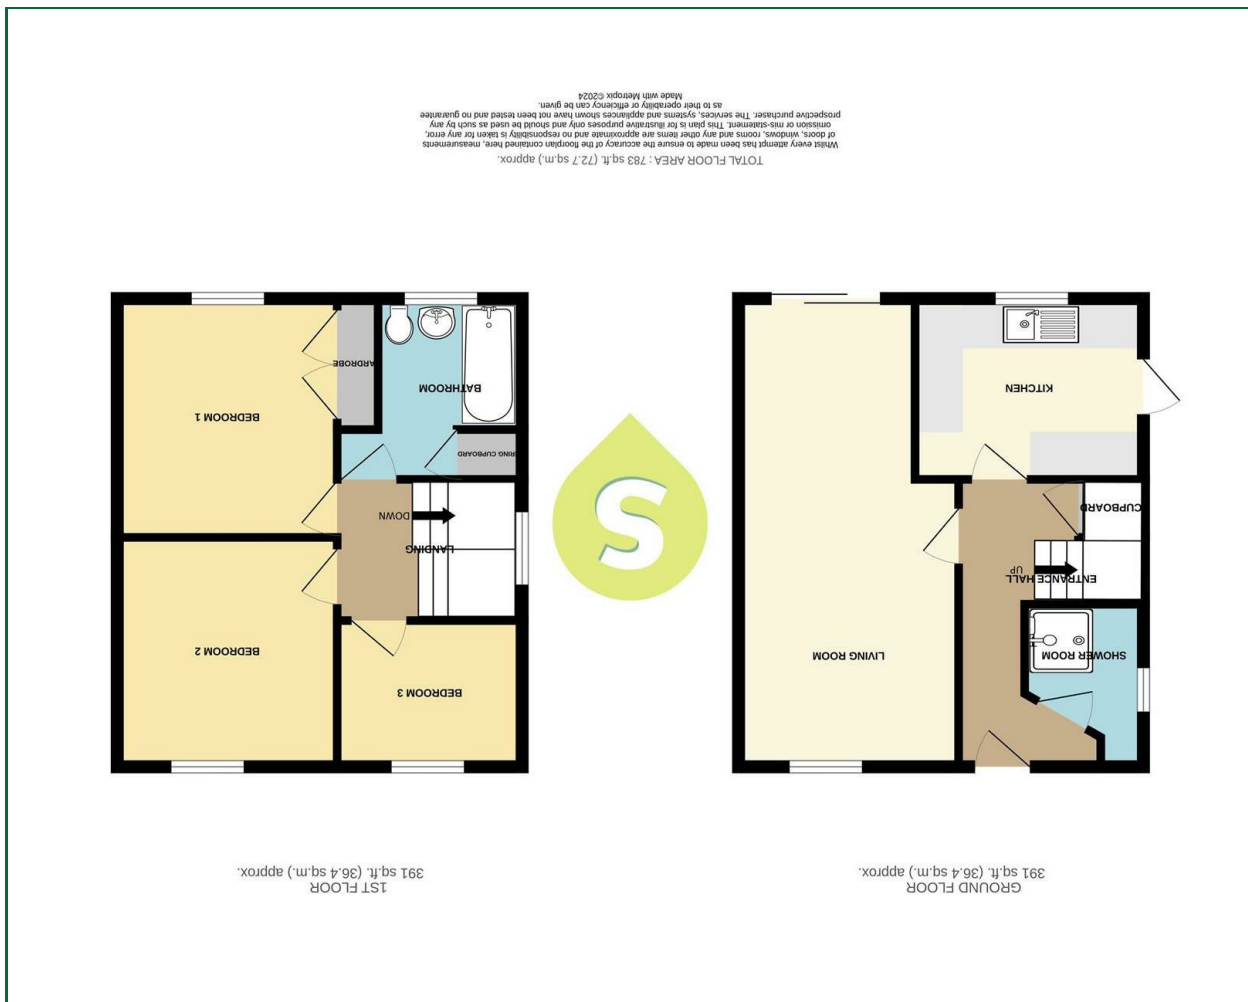 GROUND FLOOR
391 sq.ft. (36.4 sq.m.) approx.
1ST FLOOR
391 sq.ft. (36.4 sq.m.) approx.
LIVING ROOM
SHOWER ROOM
ENTRANCE HALL
UP
CUPBOARD
KITCHEN
BEDROOM 3
BEDROOM 2
LANDING
DOWN
RING CUPBOARD
BEDROOM 1
BATHROOM
ARDROBE
S
TOTAL FLOOR AREA : 783 sq.ft. (72.7 sq.m.) approx.
Whilst every attempt has been made to ensure the accuracy of the floorplan contained here, measurements
of doors, windows, rooms and any other items are approximate and no responsibility is taken for any error,
omission or mis-statement. This plan is for illustrative purposes only and should be used as such by any
prospective purchaser. The services, systems and appliances shown have not been tested and no guarantee
as to their operability or efficiency can be given.
Made with Metropix ©2024